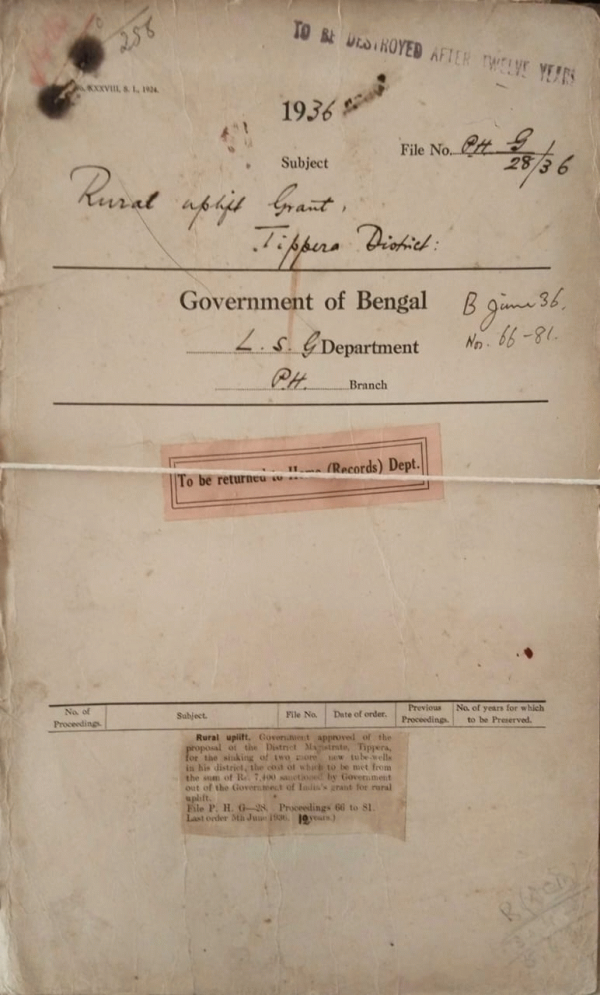 256
TO BE DESTROYED AFTER TWELVE YEARS
XXXVIII, S. I., 1924.
1936
File No. PH G/28/36
Subject
Rural uplift Grant,
Tippera District:
Government of Bengal
B June 36.
L. S. G Department
Nos. 66-81.
P.H. Branch
To be returned to Home (Records) Dept.
No. of Proceedings. Subject. File No. Date of order. Previous Proceedings. No. of years for which to be Preserved.
Rural uplift. Government approved of the
proposal of the District Magistrate, Tippera,
for the sinking of two more new tube-wells
in his district, the cost of which to be met from
the sum of Rs. 7,400 sanctioned by Government
out of the Government of India's grant for rural
uplift.
File P. H. G—28. Proceedings 66 to 81.
Last order 5th June 1936. 12 years.)